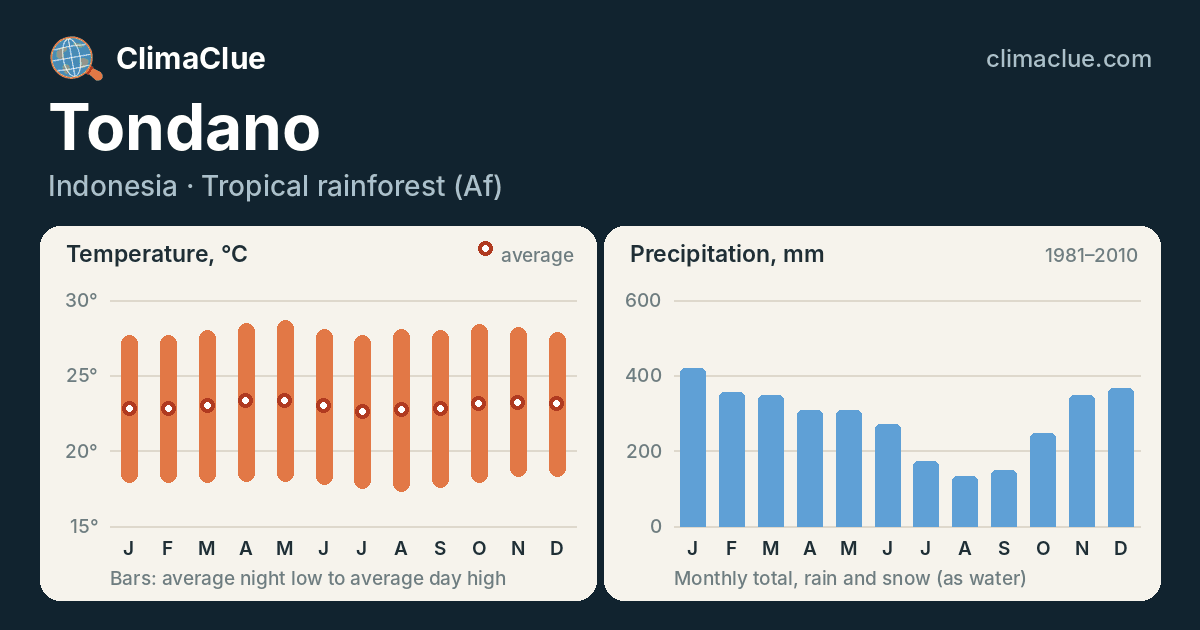 ClimaClue
climaclue.com
Tondano
Indonesia · Tropical rainforest (Af)
Temperature, °C
average
30°
25°
20°
15°
J F M A M J J A S O N D
Bars: average night low to average day high
Precipitation, mm
1981–2010
600
400
200
0
J F M A M J J A S O N D
Monthly total, rain and snow (as water)